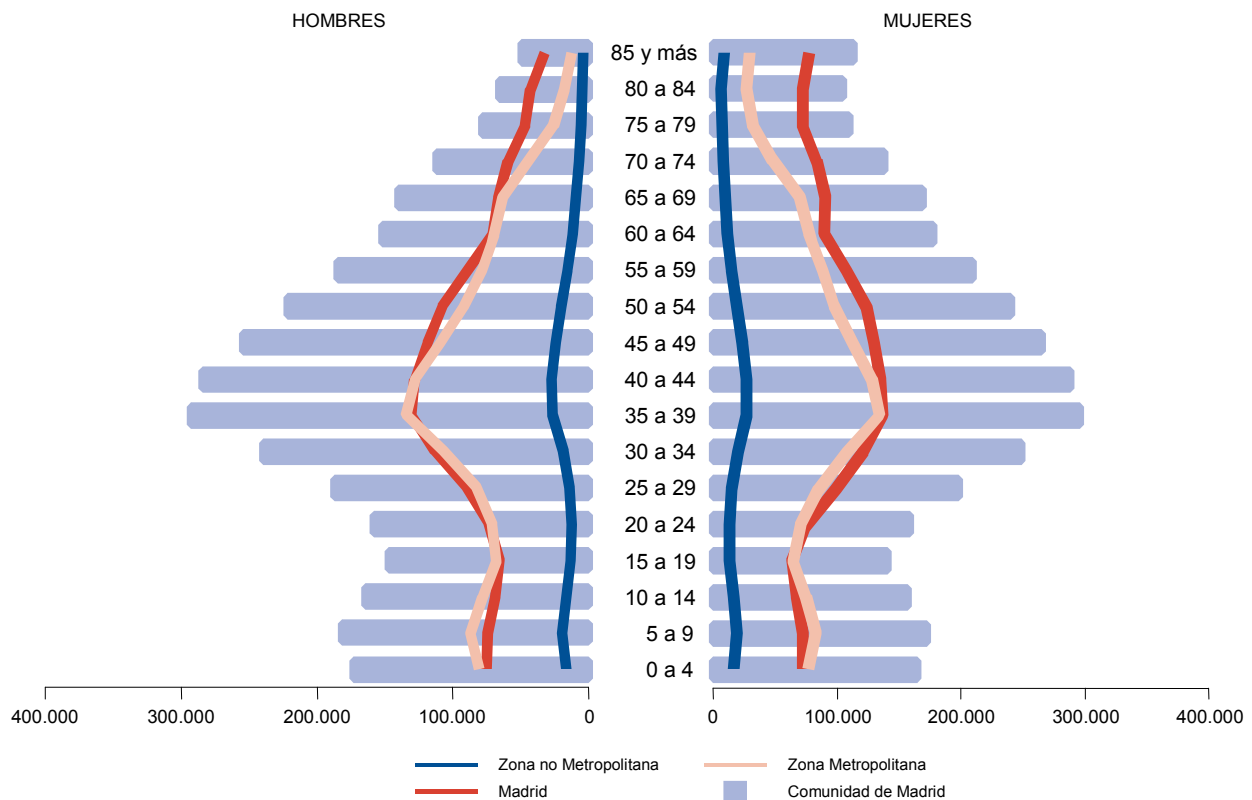 HOMBRES MUJERES
85 y más
80 a 84
75 a 79
70 a 74
65 a 69
60 a 64
55 a 59
50 a 54
45 a 49
40 a 44
35 a 39
30 a 34
25 a 29
20 a 24
15 a 19
10 a 14
5 a 9
0 a 4
400.000 300.000 200.000 100.000 0 0 100.000 200.000 300.000 400.000
Zona no Metropolitana Zona Metropolitana
Madrid Comunidad de Madrid